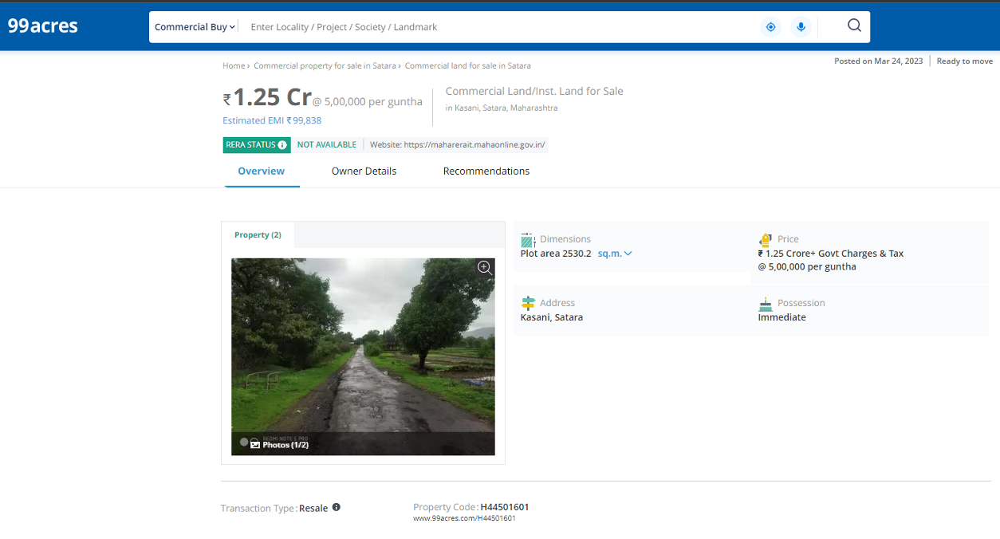 99acres
Commercial Buy
Enter Locality / Project / Society / Landmark
Home › Commercial property for sale in Satara › Commercial land for sale in Satara
Posted on Mar 24, 2023 | Ready to move
₹ 1.25 Cr @ 5,00,000 per guntha
Estimated EMI ₹ 99,838
Commercial Land/Inst. Land for Sale
in Kasani, Satara, Maharashtra
RERA STATUS i NOT AVAILABLE | Website: https://maharerait.mahaonline.gov.in/
Overview Owner Details Recommendations
Property (2)
REDMI NOTE 5 PRO
Photos (1/2)
Dimensions
Plot area 2530.2 sq.m.
Price
₹ 1.25 Crore+ Govt Charges & Tax
@ 5,00,000 per guntha
Address
Kasani, Satara
Possession
Immediate
Transaction Type : Resale i
Property Code : H44501601
www.99acres.com/H44501601